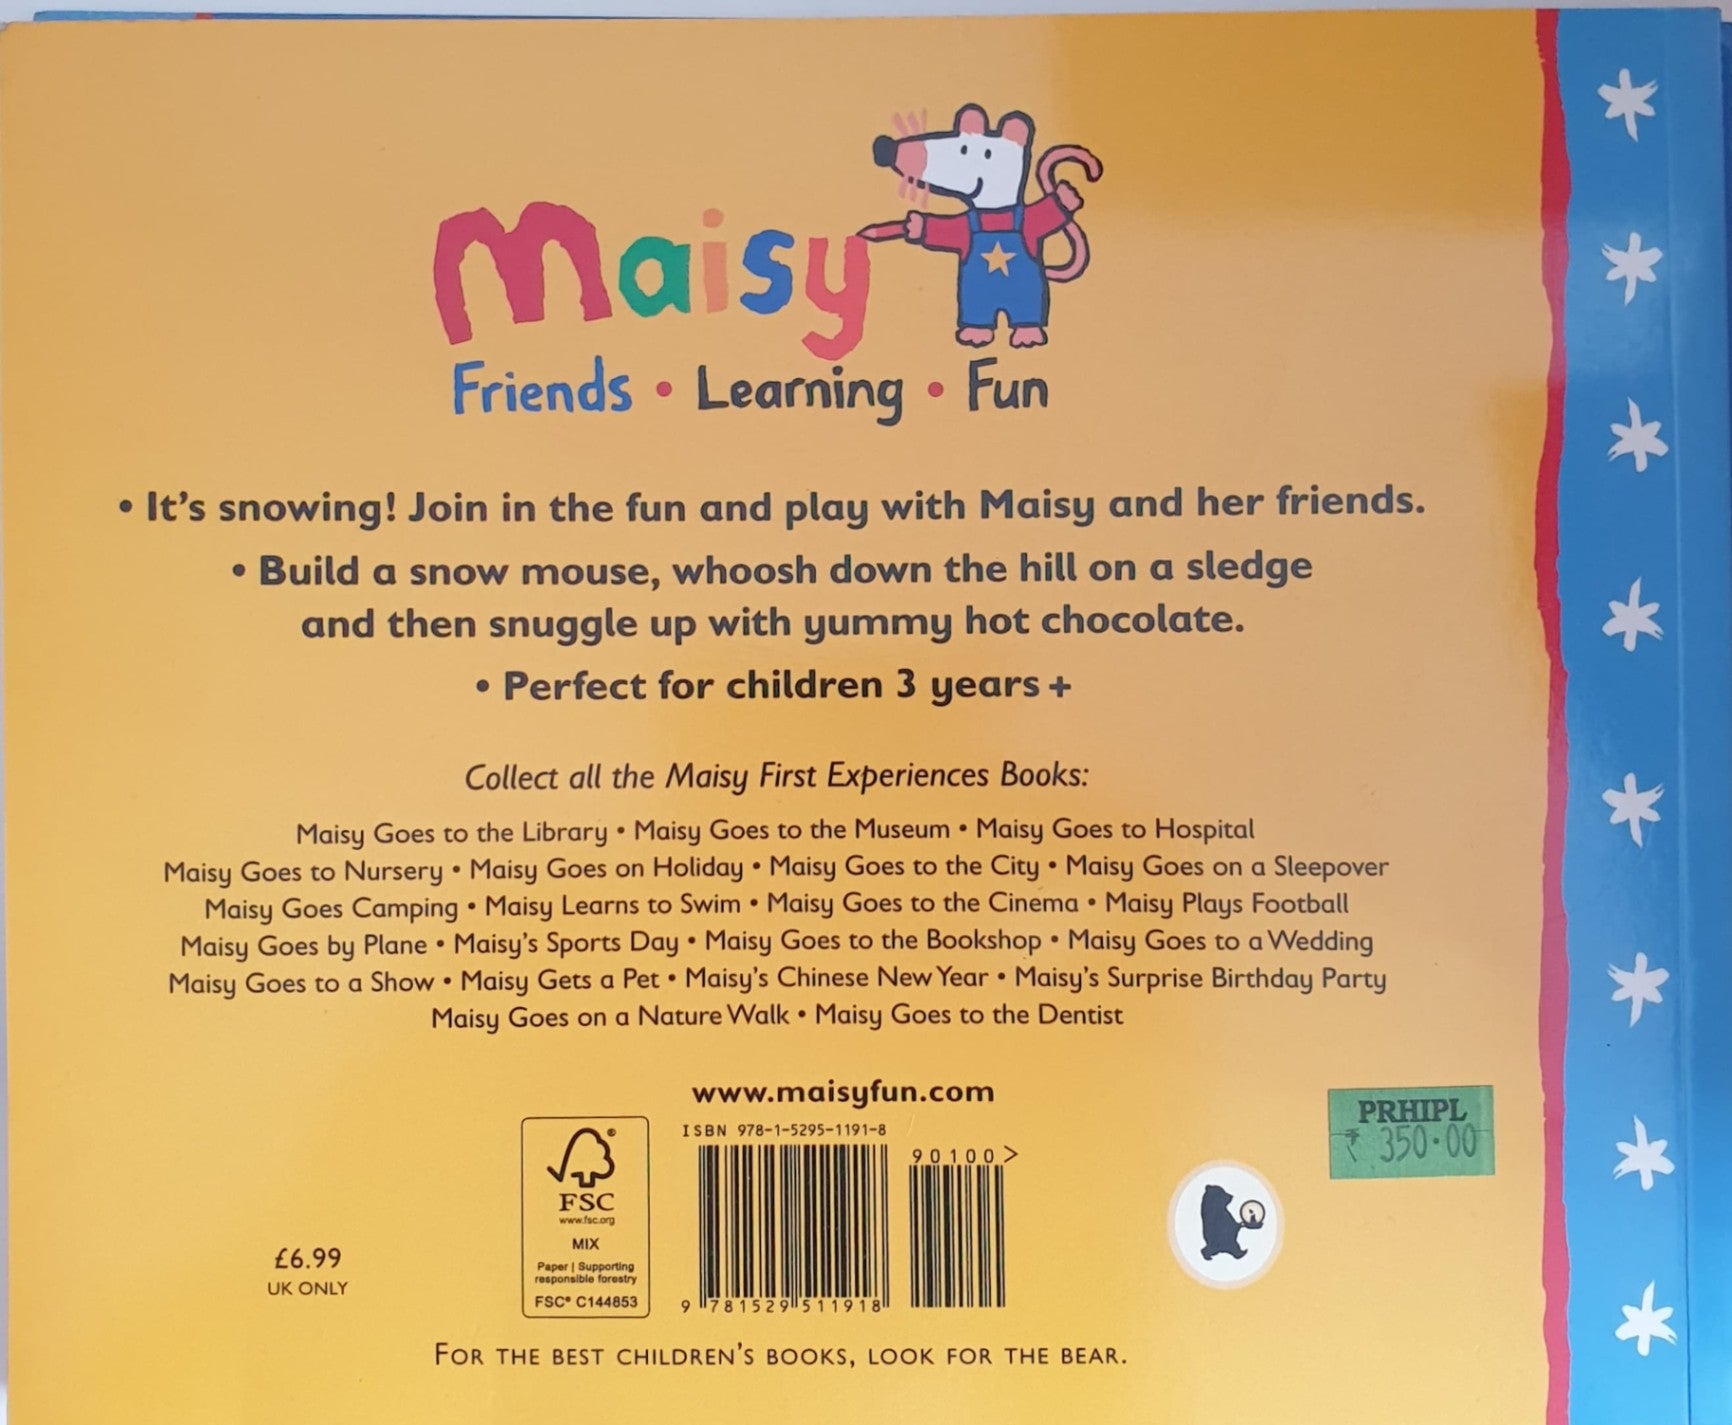 Maisy
Friends • Learning • Fun
• It's snowing! Join in the fun and play with Maisy and her friends.
• Build a snow mouse, whoosh down the hill on a sledge
and then snuggle up with yummy hot chocolate.
• Perfect for children 3 years +
Collect all the Maisy First Experiences Books:
Maisy Goes to the Library • Maisy Goes to the Museum • Maisy Goes to Hospital
Maisy Goes to Nursery • Maisy Goes on Holiday • Maisy Goes to the City • Maisy Goes on a Sleepover
Maisy Goes Camping • Maisy Learns to Swim • Maisy Goes to the Cinema • Maisy Plays Football
Maisy Goes by Plane • Maisy's Sports Day • Maisy Goes to the Bookshop • Maisy Goes to a Wedding
Maisy Goes to a Show • Maisy Gets a Pet • Maisy's Chinese New Year • Maisy's Surprise Birthday Party
Maisy Goes on a Nature Walk • Maisy Goes to the Dentist
www.maisyfun.com
ISBN 978-1-5295-1191-8
90100>
9 781529 511918
FSC
www.fsc.org
MIX
Paper | Supporting
responsible forestry
FSC® C144853
£6.99
UK ONLY
PRHIPL
₹ 350.00
FOR THE BEST CHILDREN'S BOOKS, LOOK FOR THE BEAR.